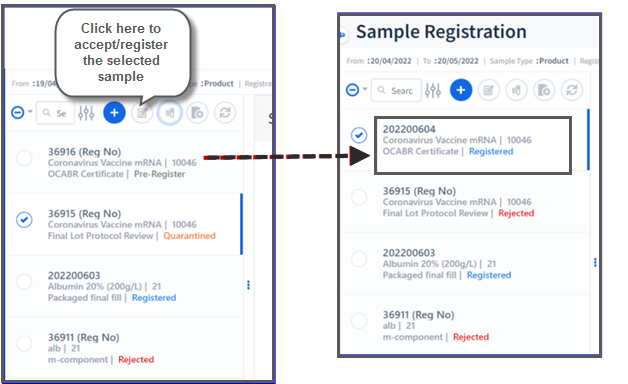 Click here to
accept/register
the selected
sample
From :19/04
ype :Product | Registra
Se
S
36916 (Reg No)
Coronavirus Vaccine mRNA | 10046
OCABR Certificate | Pre-Register
36915 (Reg No)
Coronavirus Vaccine mRNA | 10046
Final Lot Protocol Review | Quarantined
202200603
Albumin 20% (200g/L) | 21
Packaged final fill | Registered
36911 (Reg No)
alb | 21
m-component | Rejected
Sample Registration
From :20/04/2022 | To :20/05/2022 | Sample Type :Product | Regist
Searc
202200604
Coronavirus Vaccine mRNA | 10046
OCABR Certificate | Registered
36915 (Reg No)
Coronavirus Vaccine mRNA | 10046
Final Lot Protocol Review | Rejected
202200603
Albumin 20% (200g/L) | 21
Packaged final fill | Registered
36911 (Reg No)
alb | 21
m-component | Rejected